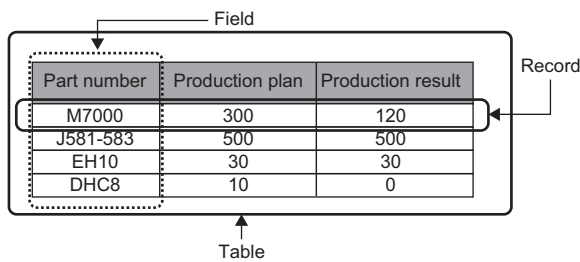 Field
Record
Part number Production plan Production result
M7000 300 120
J581-583 500 500
EH10 30 30
DHC8 10 0
Table